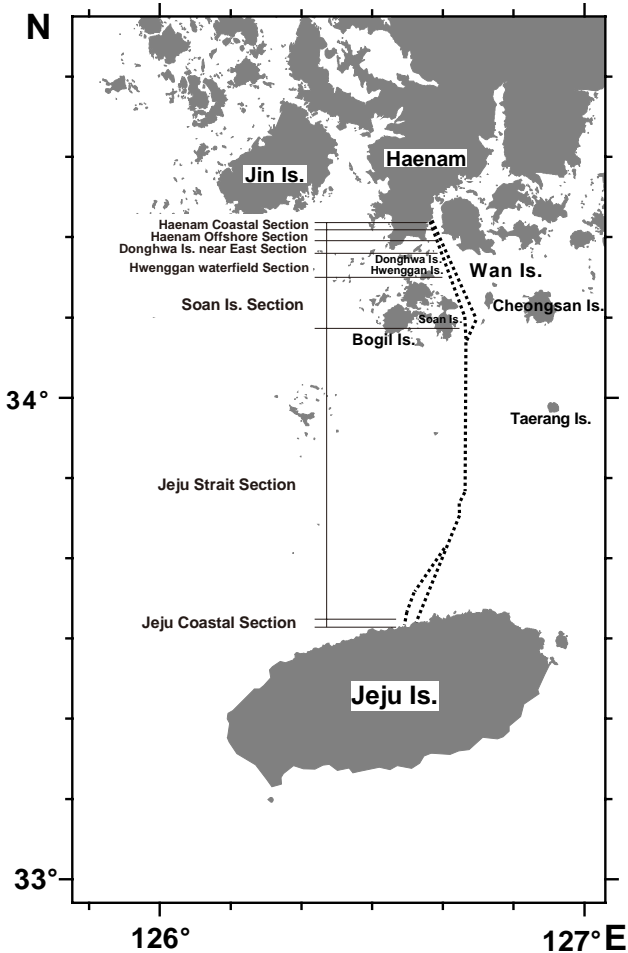 N
Haenam
Jin Is.
Haenam Coastal Section
Haenam Offshore Section
Donghwa Is. near East Section
Donghwa Is.
Hwenggan waterfield Section
Hwenggan Is.
Wan Is.
Soan Is. Section
Cheongsan Is.
Soan Is.
Bogil Is.
34°
Taerang Is.
Jeju Strait Section
Jeju Coastal Section
Jeju Is.
33°
126°
127° E